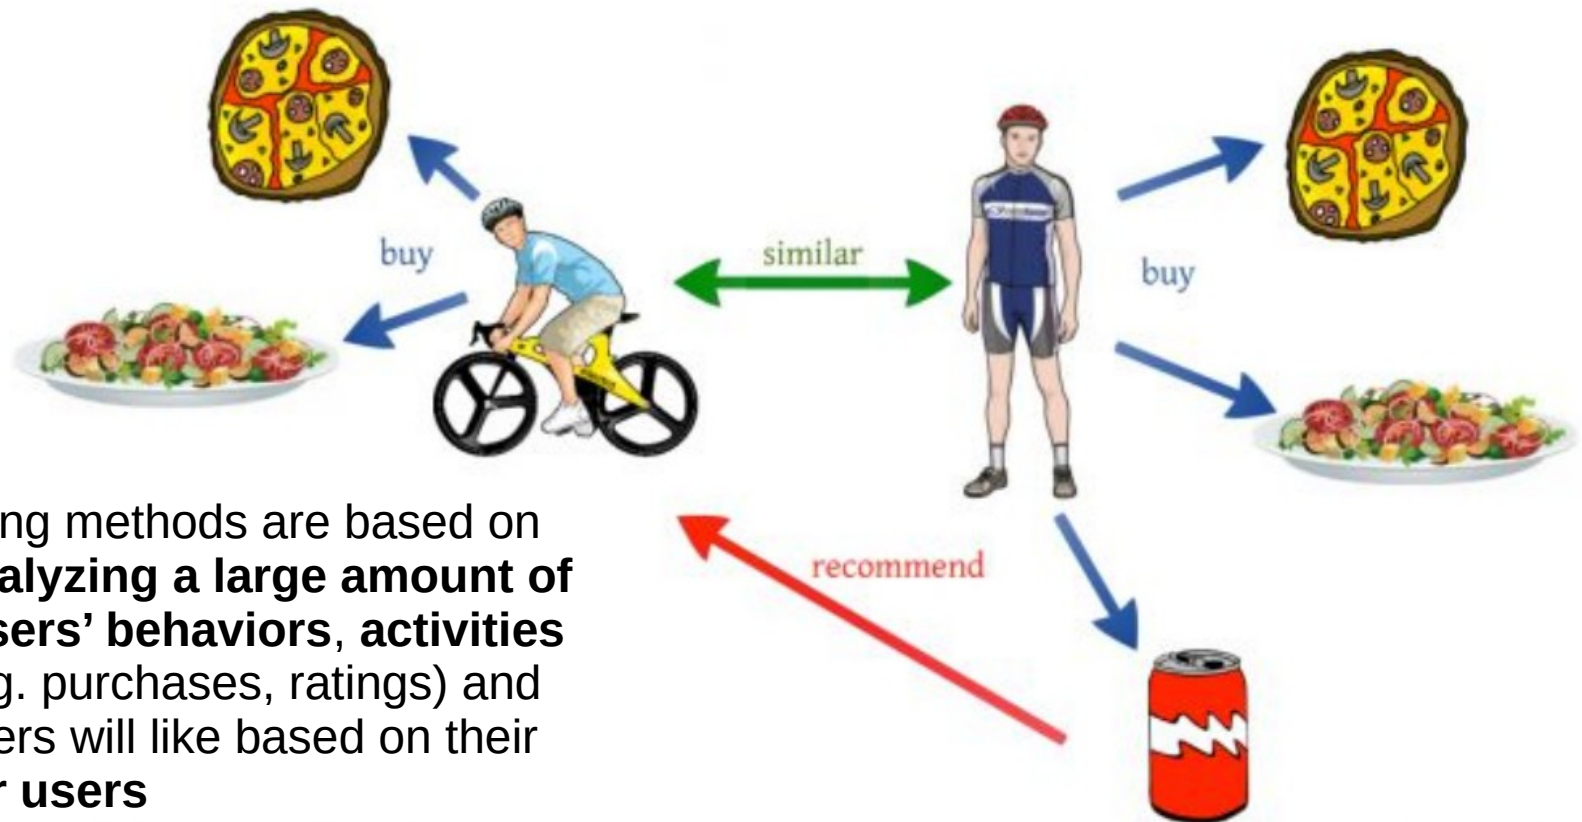 buy
similar
buy
recommend
ng methods are based on
alyzing a large amount of
sers’ behaviors, activities
g. purchases, ratings) and
ers will like based on their
r users